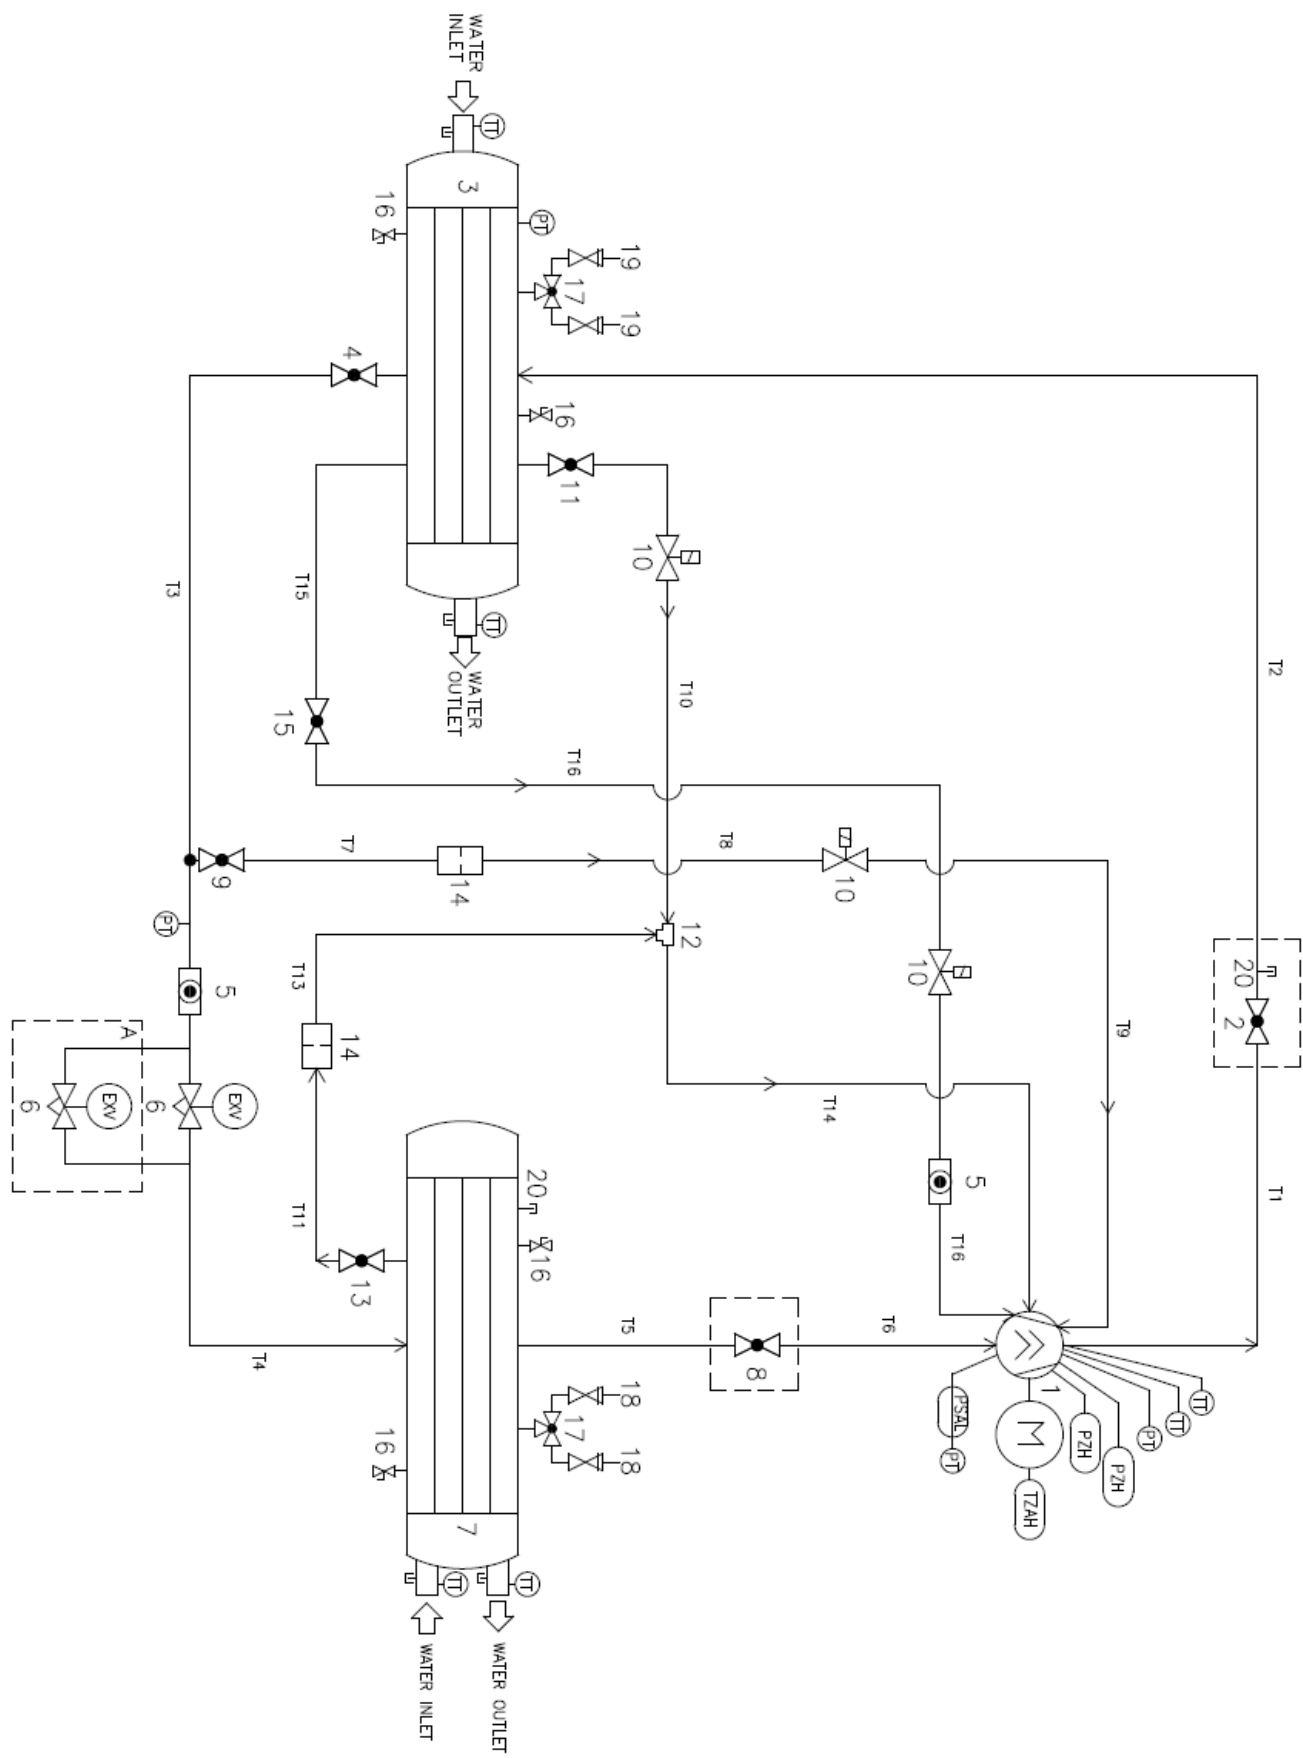 WATER
INLET
TT
3
16
PT
19
17
19
4
16
11
10
T3
T15
TT
WATER
OUTLET
T10
T2
15
T16
T7
T8
9
14
10
PT
12
10
20
2
5
T13
T9
14
A
EXV
6
EXV
6
T14
20
5
T11
16
T1
13
T16
T4
T5
T6
8
1
18
17
18
16
PSAL
PT
M
PZH
PZH
PT
TT
TT
TZAH
7
TT
TT
WATER INLET
WATER OUTLET